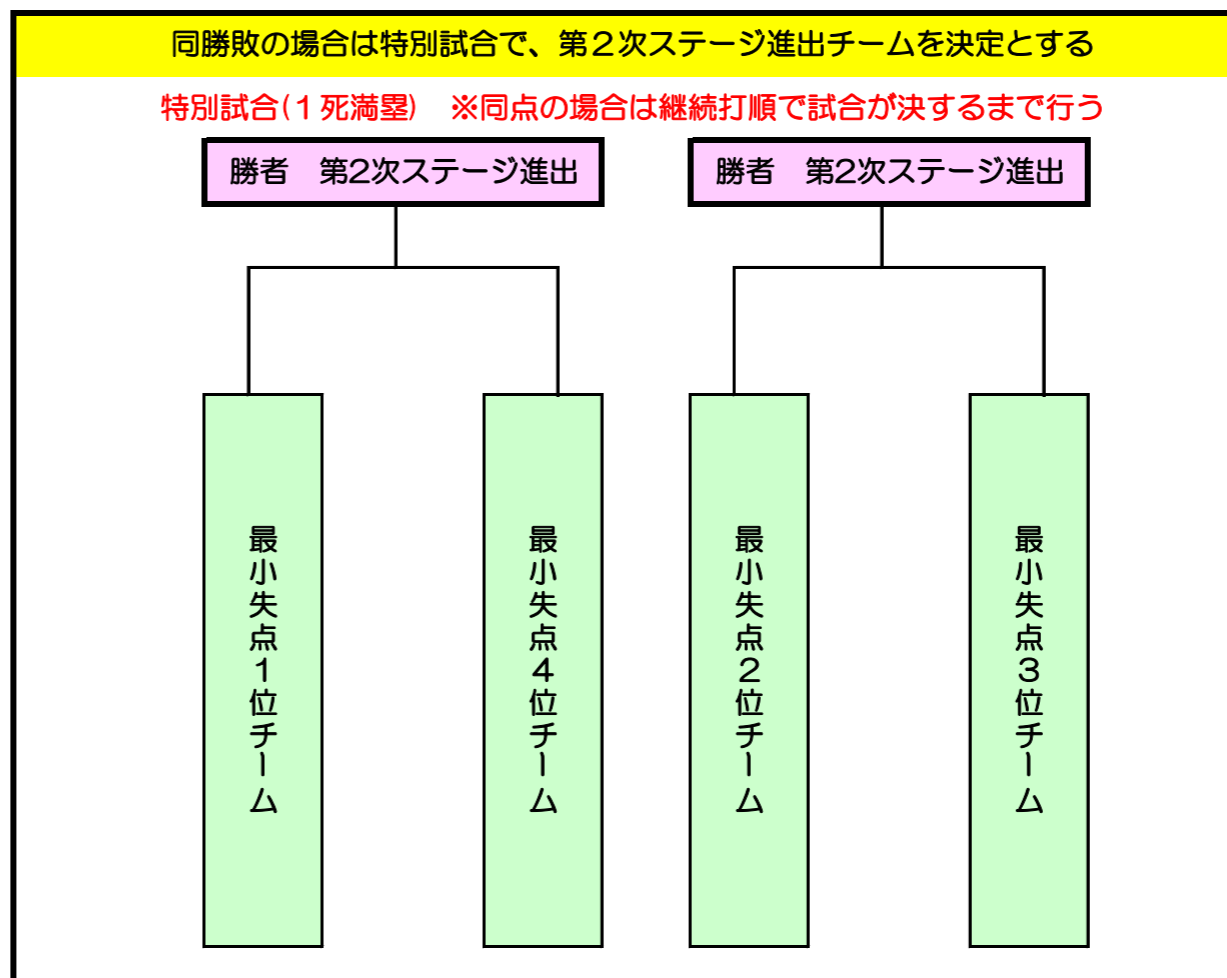 同勝敗の場合は特別試合で、第２次ステージ進出チームを決定とする
特別試合(１死満塁)　※同点の場合は継続打順で試合が決するまで行う
勝者　第2次ステージ進出
勝者　第2次ステージ進出
最小失点１位チーム
最小失点４位チーム
最小失点２位チーム
最小失点３位チーム